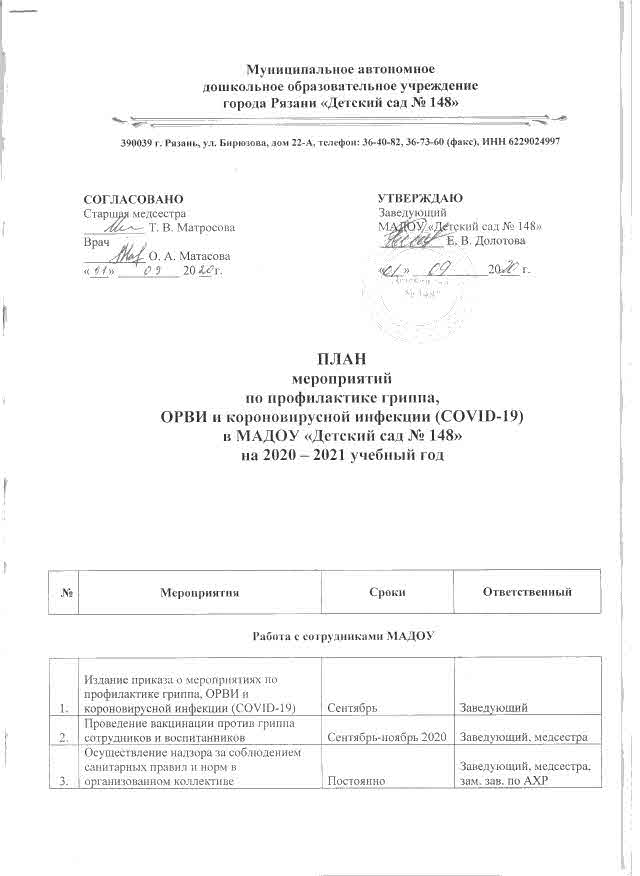 Муниципальное автономное
дошкольное образовательное учреждение
города Рязани «Детский сад № 148»
390039 г. Рязань, ул. Бирюзова, дом 22-А, телефон: 36-40-82, 36-73-60 (факс), ИНН 6229024997
СОГЛАСОВАНО
Старшая медсестра
Т. В. Матросова
Врач
О. А. Матасова
«01» 09 2020г.
УТВЕРЖДАЮ
Заведующий
МАДОУ «Детский сад № 148»
Е. В. Долотова
«01» 09 2020 г.
№ 148"
ПЛАН
мероприятий
по профилактике гриппа,
ОРВИ и короновирусной инфекции (COVID-19)
в МАДОУ «Детский сад № 148»
на 2020 – 2021 учебный год
№ Мероприятия Сроки Ответственный
Работа с сотрудниками МАДОУ
Издание приказа о мероприятиях по
профилактике гриппа, ОРВИ и
1. короновирусной инфекции (COVID-19) Сентябрь Заведующий
Проведение вакцинации против гриппа
2. сотрудников и воспитанников Сентябрь-ноябрь 2020 Заведующий, медсестра
Осуществление надзора за соблюдением
санитарных правил и норм в Заведующий, медсестра,
3. организованном коллективе Постоянно зам. зав. по АХР